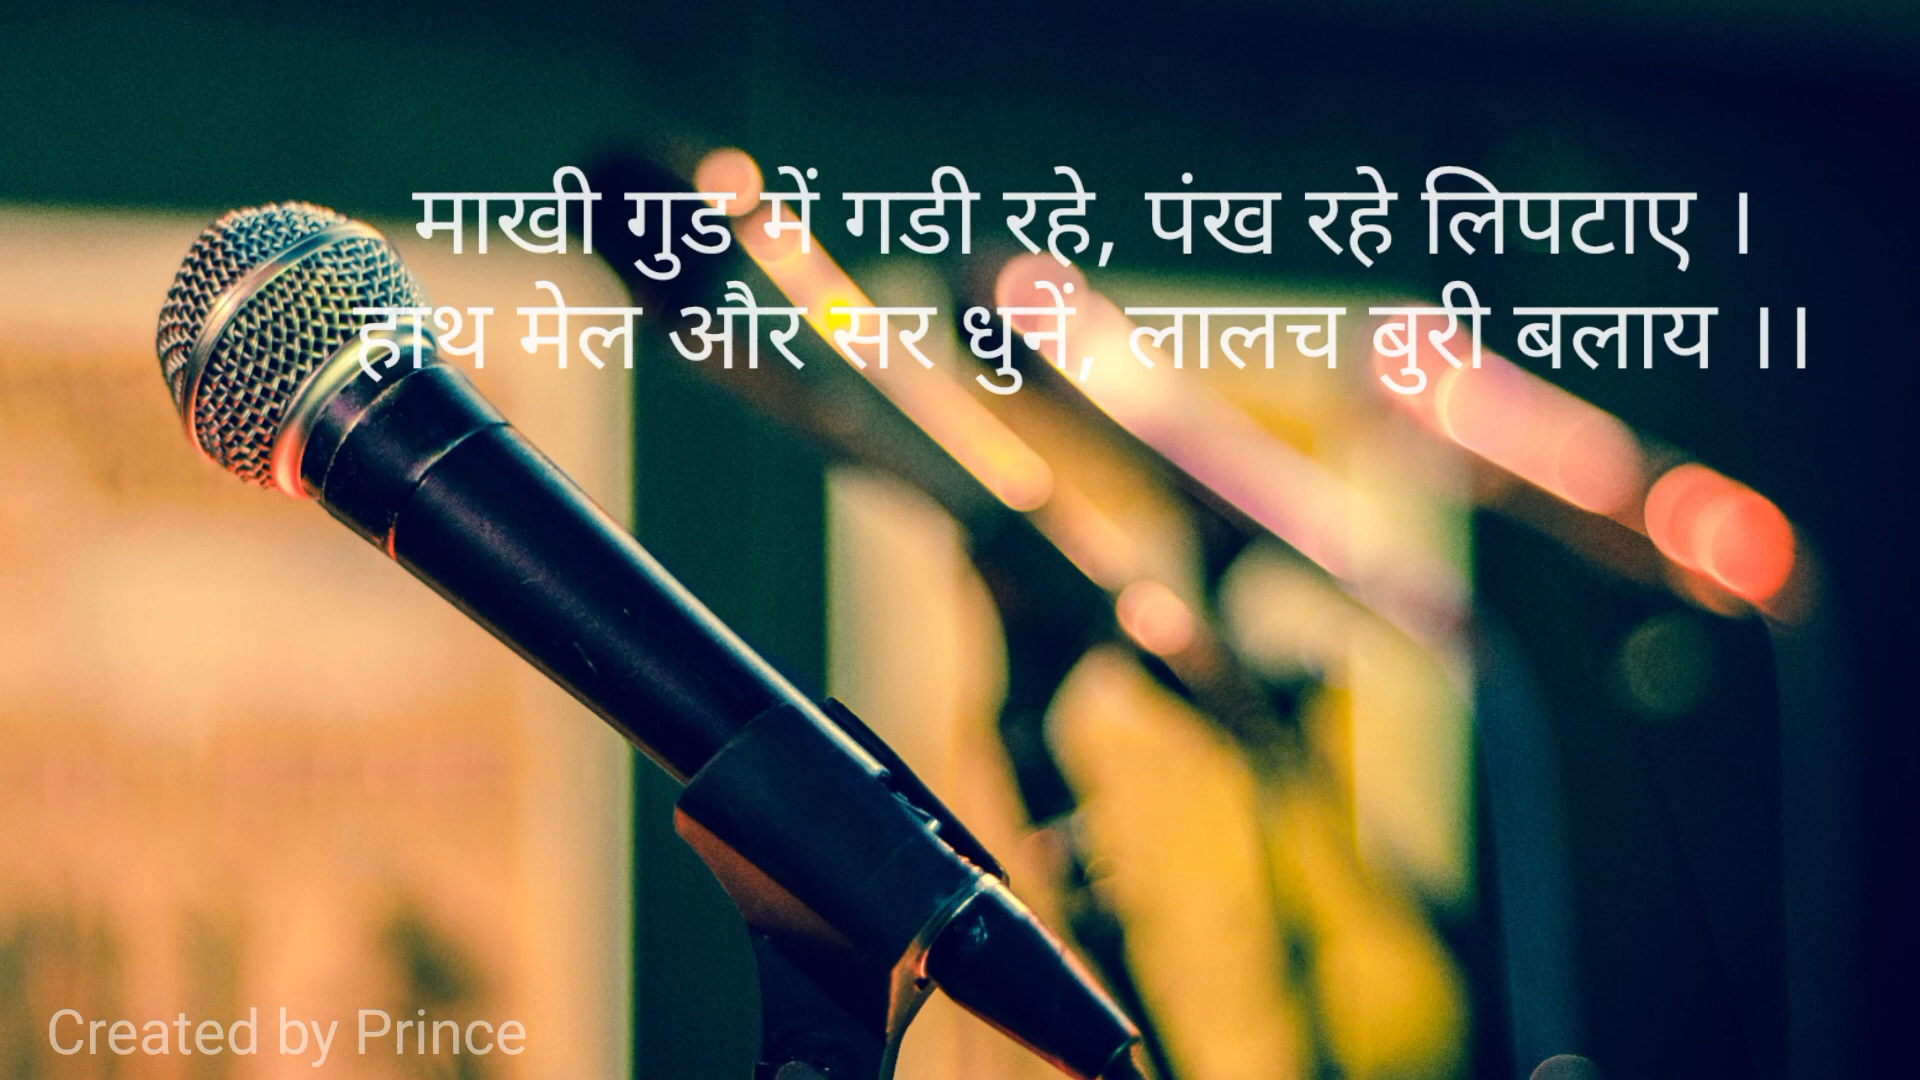 माखी गुड में गडी रहे, पंख रहे लिपटाए ।
हाथ मेल और सर धुनें, लालच बुरी बलाय ।।
Created by Prince